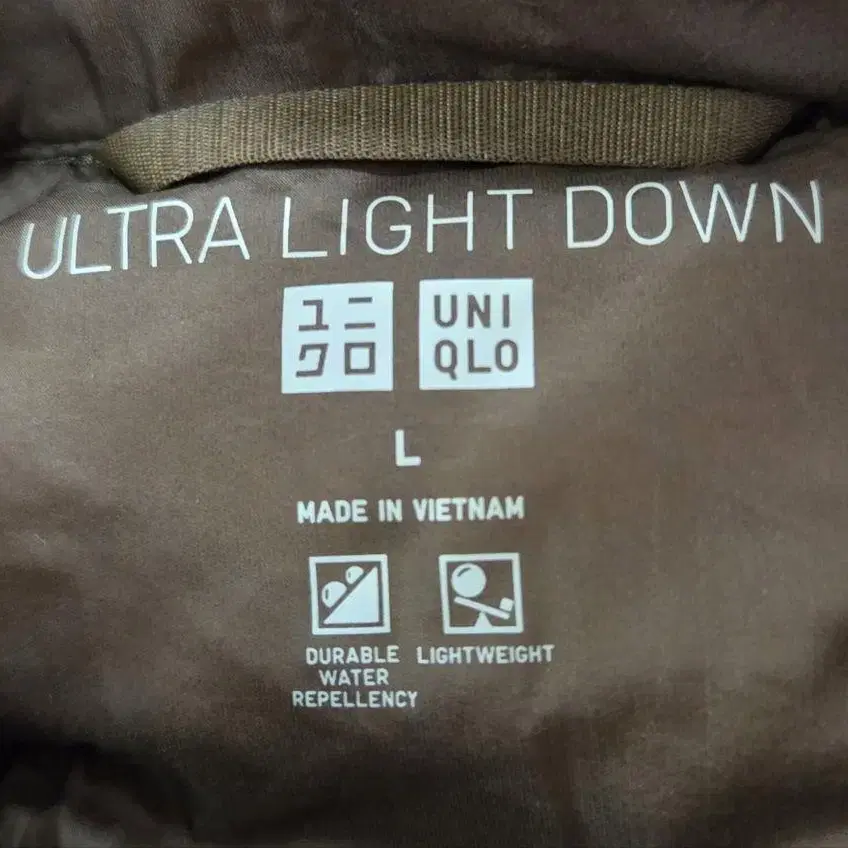 ULTRA LIGHT DOWN
ユニ
クロ
UNI
QLO
L
MADE IN VIETNAM
DURABLE
WATER
REPELLENCY
LIGHTWEIGHT